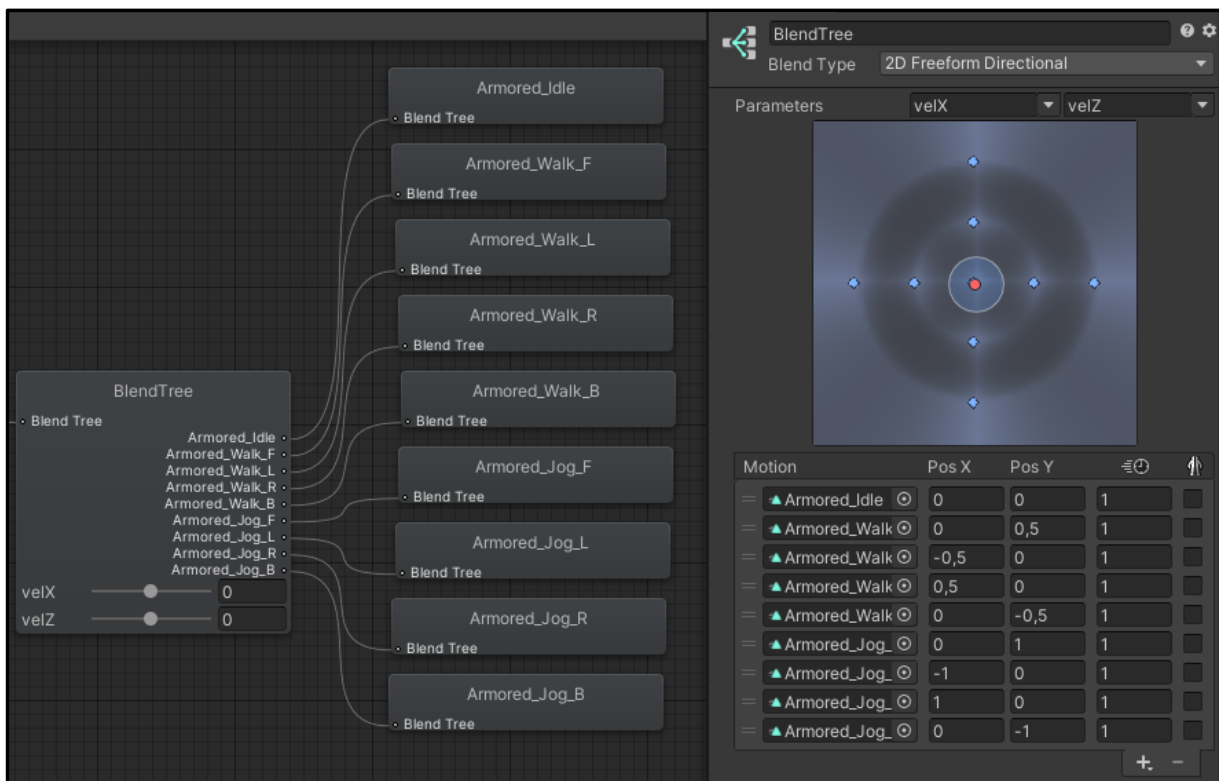 Armored_Idle
Blend Tree
Armored_Walk_F
Blend Tree
Armored_Walk_L
Blend Tree
Armored_Walk_R
Blend Tree
Armored_Walk_B
Blend Tree
Armored_Jog_F
Blend Tree
Armored_Jog_L
Blend Tree
Armored_Jog_R
Blend Tree
Armored_Jog_B
Blend Tree
BlendTree
Blend Tree
Armored_Idle
Armored_Walk_F
Armored_Walk_L
Armored_Walk_R
Armored_Walk_B
Armored_Jog_F
Armored_Jog_L
Armored_Jog_R
Armored_Jog_B
velX 0
velZ 0
BlendTree
Blend Type 2D Freeform Directional
Parameters velX velZ
Motion Pos X Pos Y
Armored_Idle 0 0 1
Armored_Walk 0 0,5 1
Armored_Walk -0,5 0 1
Armored_Walk 0,5 0 1
Armored_Walk 0 -0,5 1
Armored_Jog_ 0 1 1
Armored_Jog_ -1 0 1
Armored_Jog_ 1 0 1
Armored_Jog_ 0 -1 1